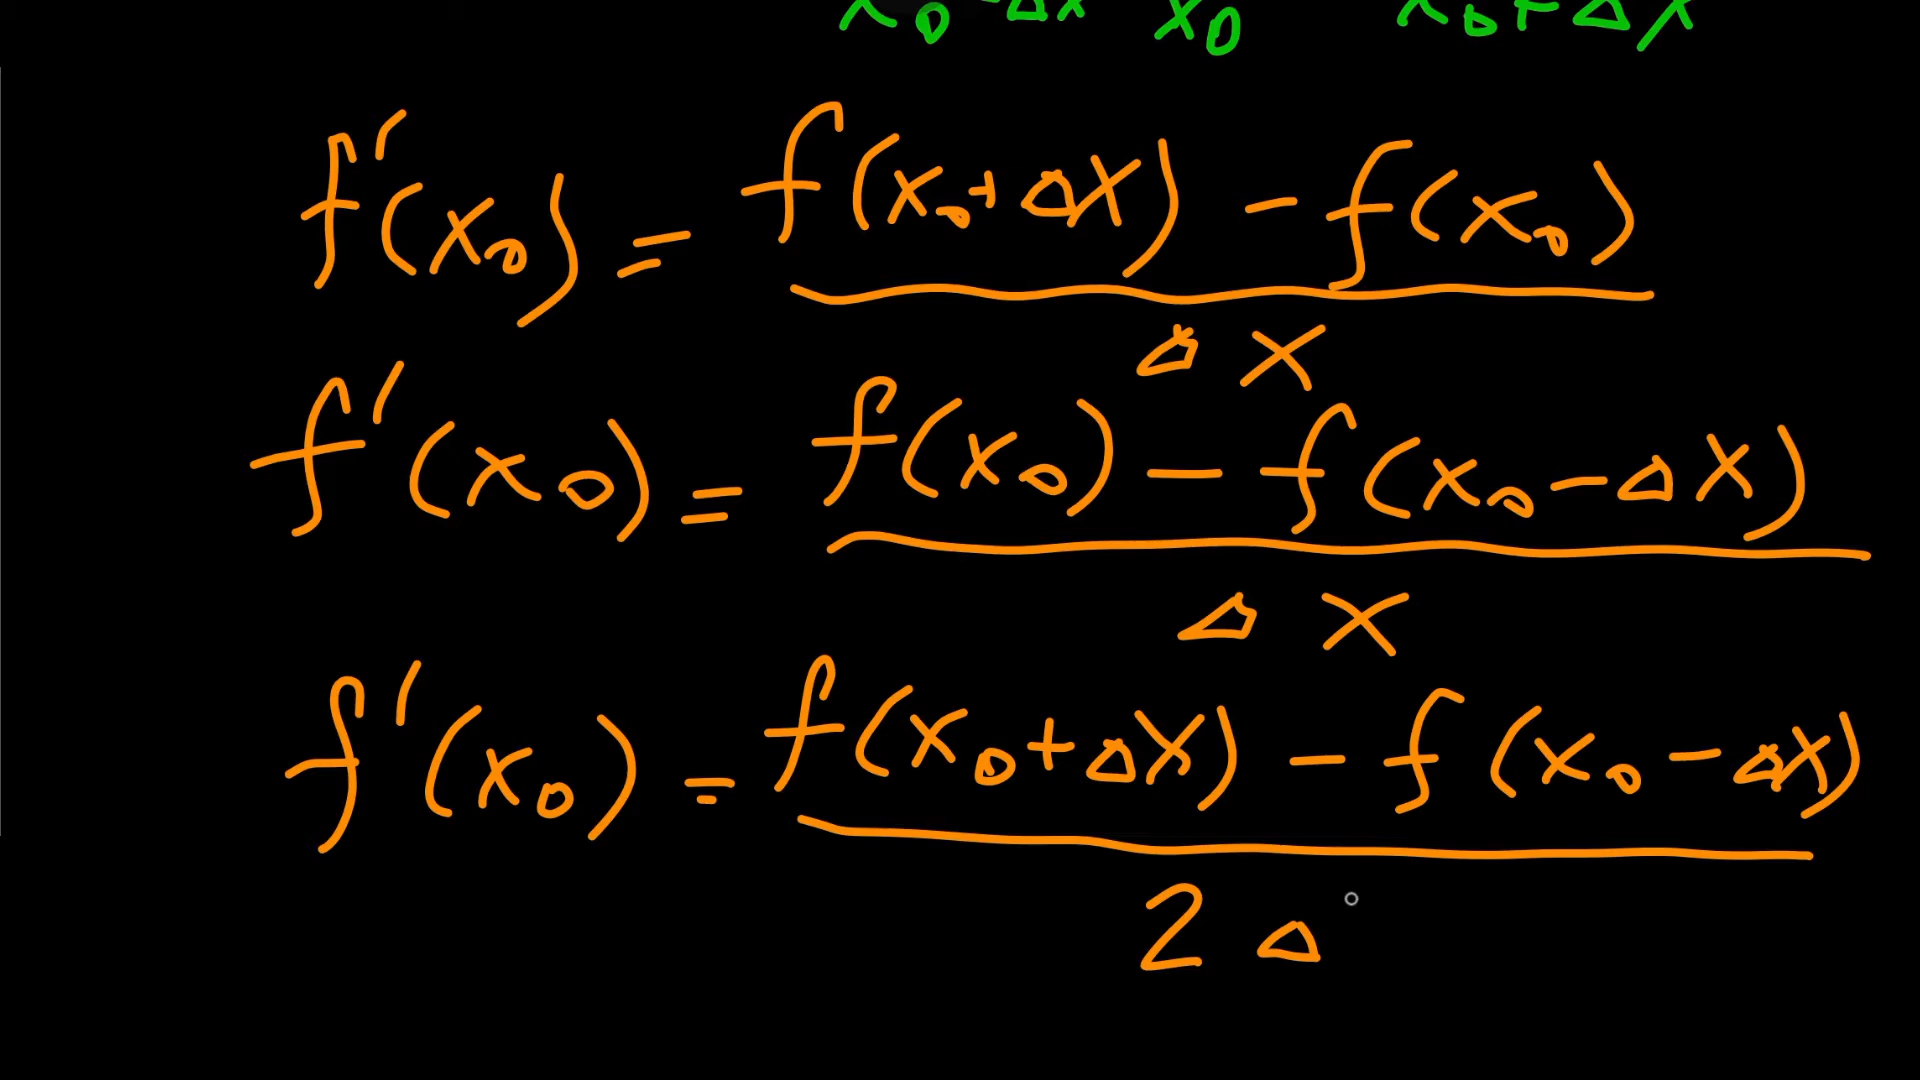 x₀-Δx x₀ x₀+Δx
f'(x₀) = f(x₀+Δx) - f(x₀)
Δx
f'(x₀) = f(x₀) - f(x₀-Δx)
Δx
f'(x₀) = f(x₀+Δx) - f(x₀-Δx)
2Δ